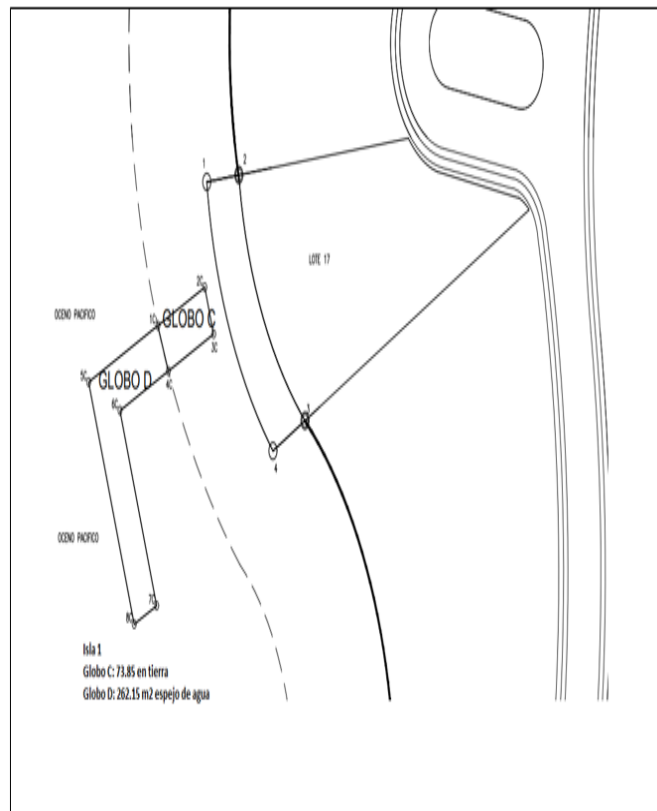 1
2
LOTE 17
2C
OCENO PACIFICO
1C
GLOBO C
3C
5C
GLOBO D
4C
6C
3
4
OCENO PACIFICO
7C
8C
Isla 1
Globo C: 73.85 en tierra
Globo D: 262.15 m2 espejo de agua